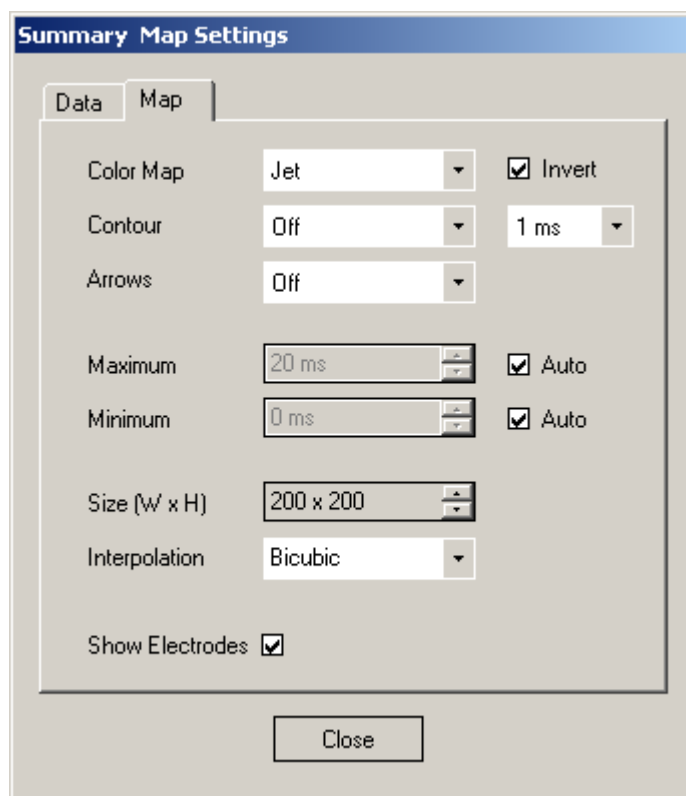 Summary Map Settings
Data Map
Color Map Jet Invert
Contour Off 1 ms
Arrows Off
Maximum 20 ms Auto
Minimum 0 ms Auto
Size (W x H) 200 x 200
Interpolation Bicubic
Show Electrodes
Close